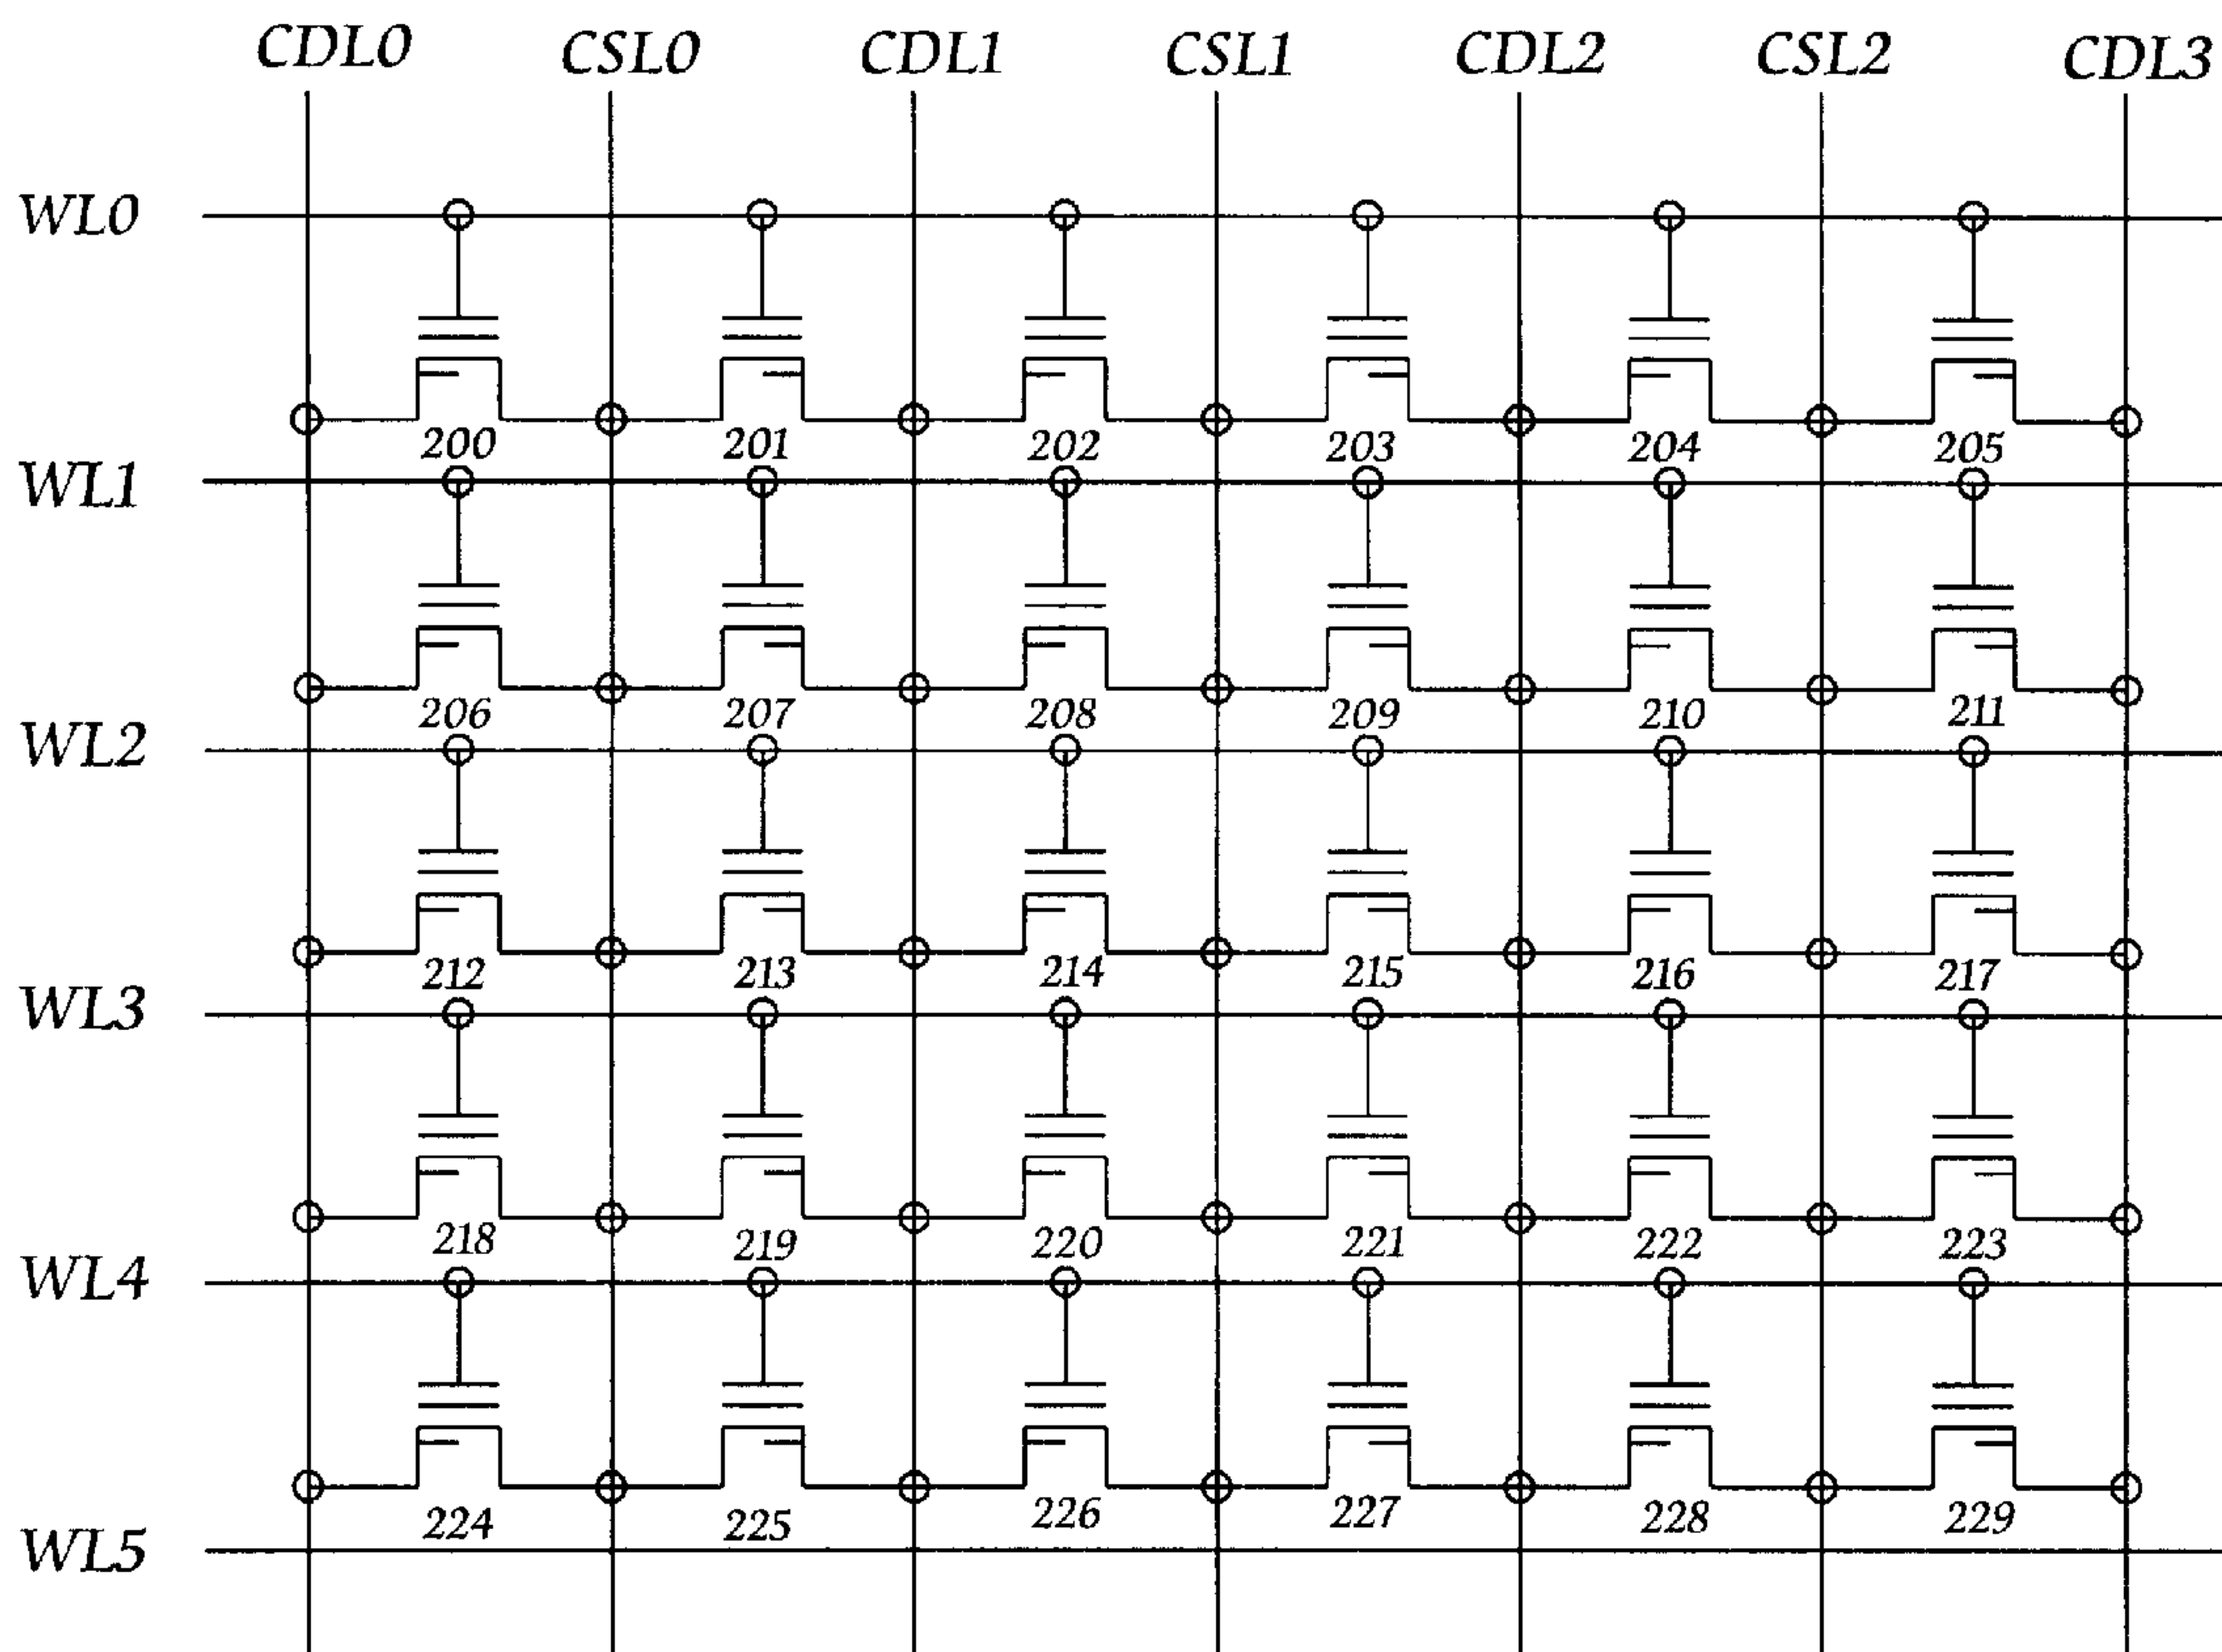 CDL0 CSL0 CDL1 CSL1 CDL2 CSL2 CDL3
WL0
200 201 202 203 204 205
WL1
206 207 208 209 210 211
WL2
212 213 214 215 216 217
WL3
218 219 220 221 222 223
WL4
224 225 226 227 228 229
WL5